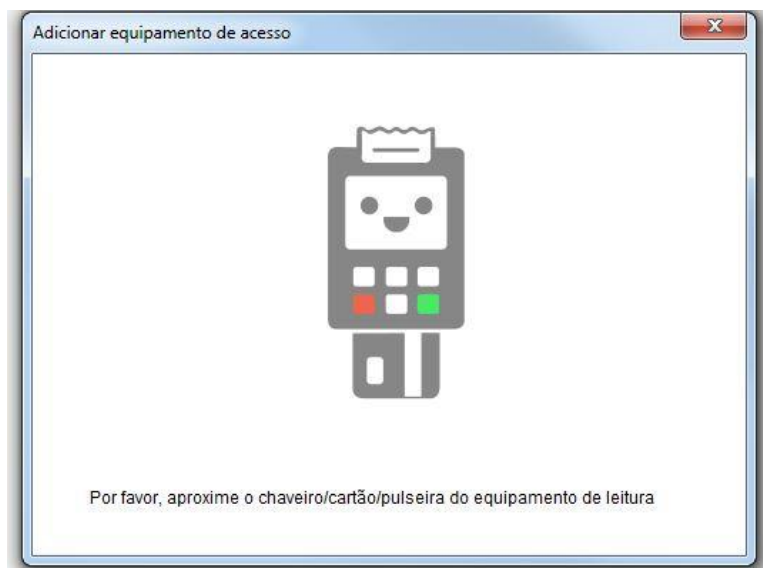 Adicionar equipamento de acesso
Por favor, aproxime o chaveiro/cartão/pulseira do equipamento de leitura